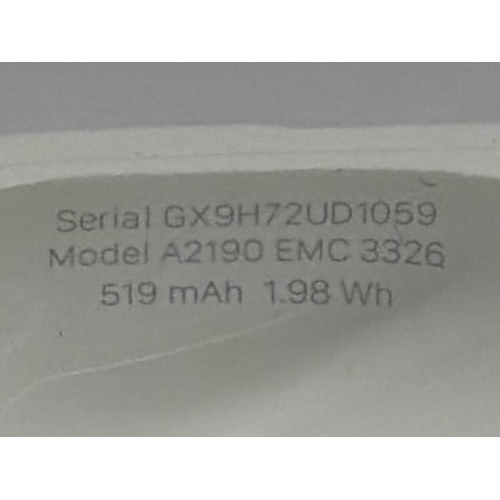 Serial GX9H72UD1059
Model A2190 EMC 3326
519 mAh 1.98 Wh